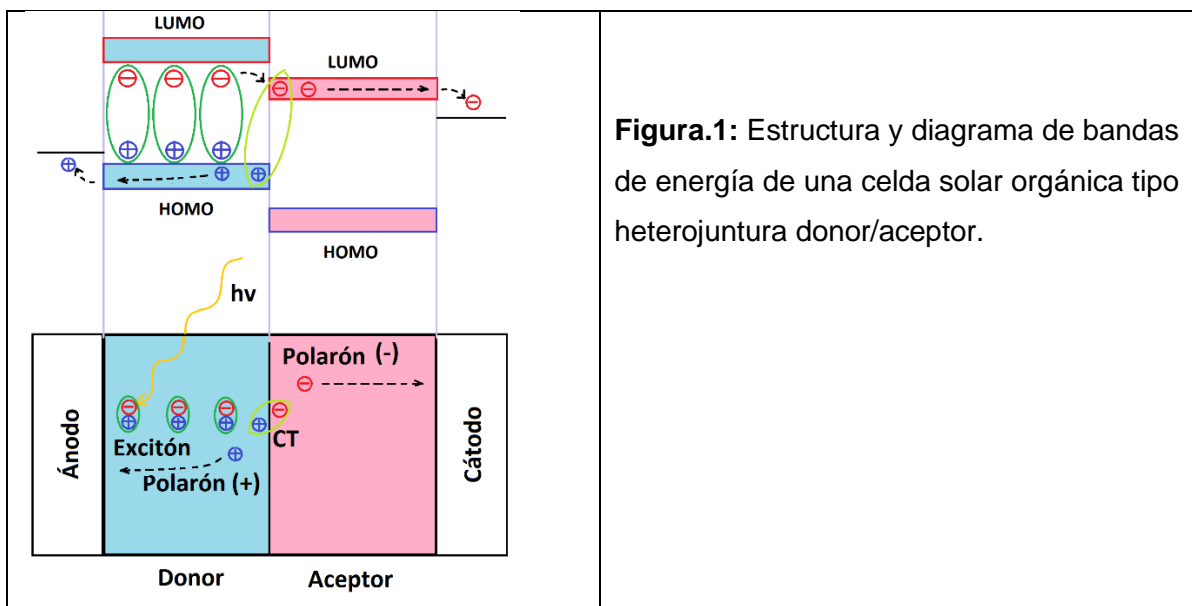 LUMO
LUMO
HOMO
HOMO
hv
Polarón (-)
Excitón
CT
Polarón (+)
Ánodo
Cátodo
Donor
Aceptor
Figura.1: Estructura y diagrama de bandas
de energía de una celda solar orgánica tipo
heterojuntura donor/aceptor.